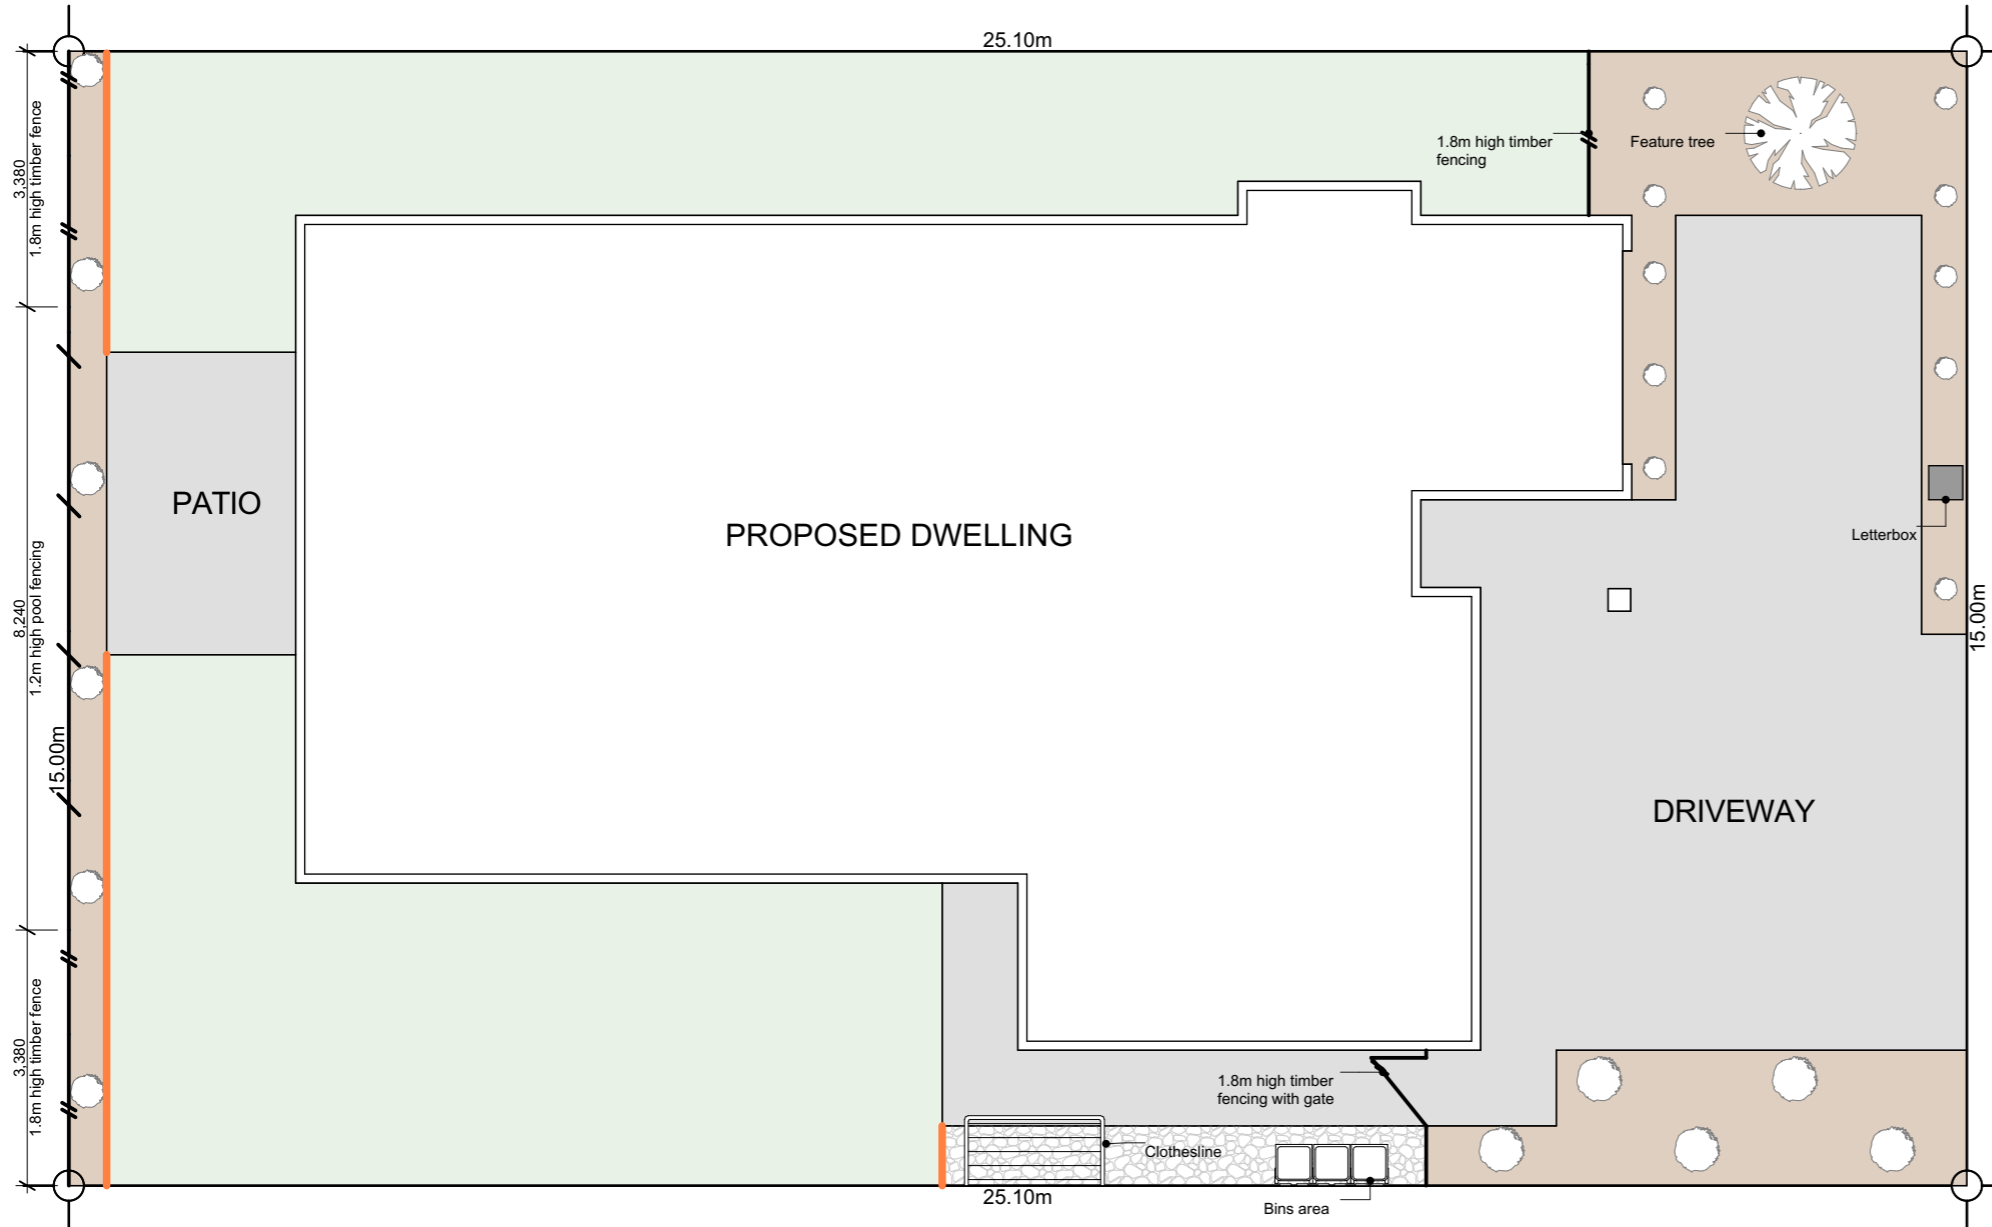 25.10m
3,380
1.8m high timber fence
1.8m high timber
fencing
Feature tree
PATIO
PROPOSED DWELLING
Letterbox
8,240
1.2m high pool fencing
15.00m
15.00m
DRIVEWAY
3,380
1.8m high timber fence
1.8m high timber
fencing with gate
Clothesline
25.10m
Bins area